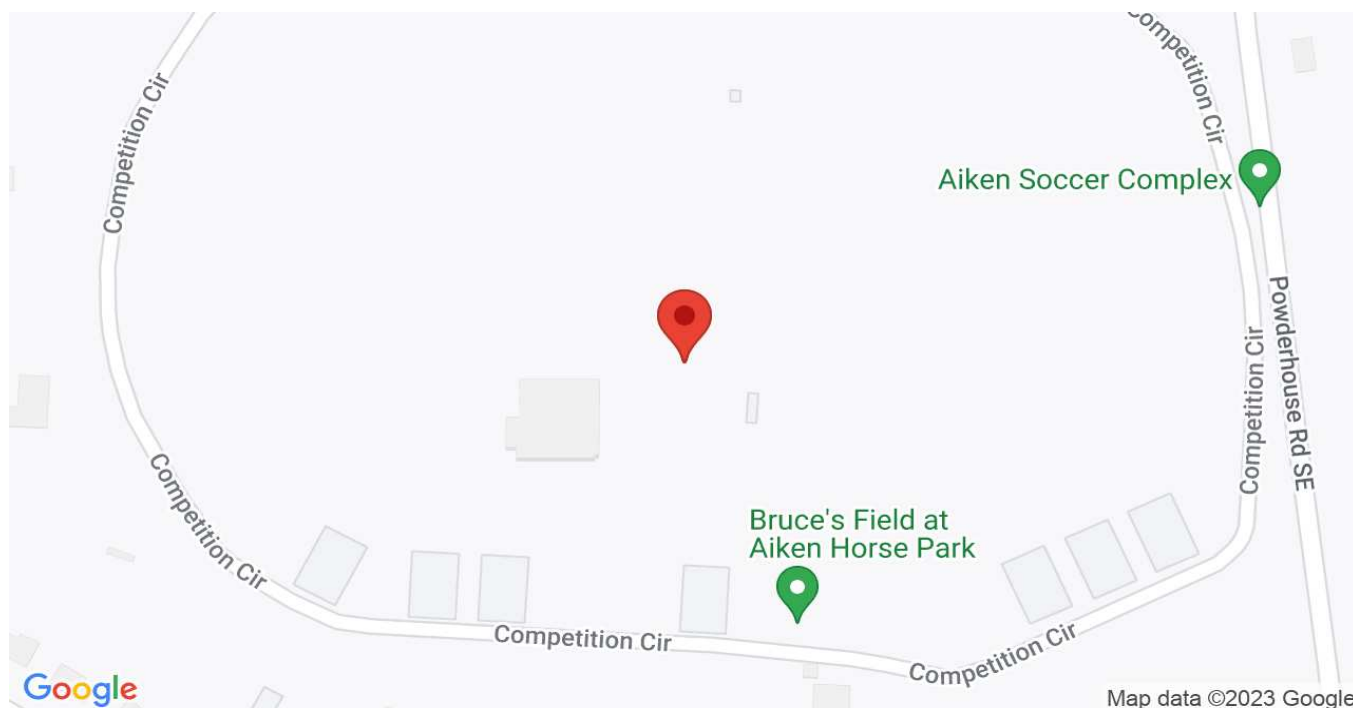 Competition Cir
Competition Cir
Aiken Soccer Complex
Powderhouse Rd SE
Competition Cir
Competition Cir
Bruce's Field at
Aiken Horse Park
Competition Cir
Competition Cir
Google
Map data ©2023 Google